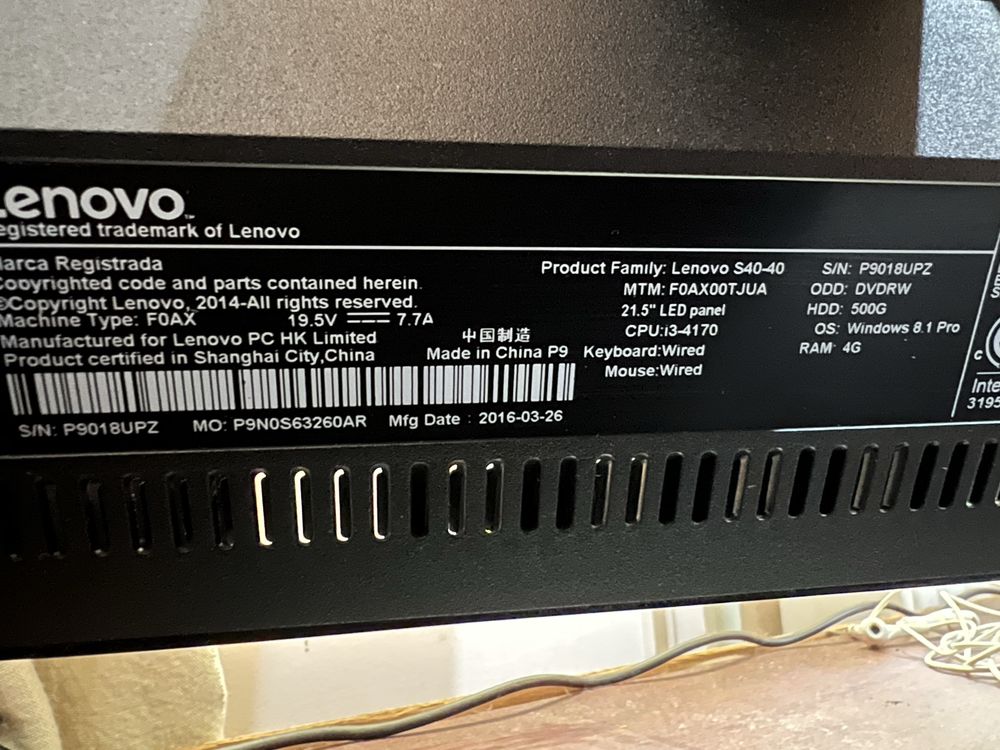 Lenovo
egistered trademark of Lenovo
Marca Registrada
Copyrighted code and parts contained herein.
©Copyright Lenovo, 2014-All rights reserved.
Machine Type: F0AX 19.5V 7.7A
Manufactured for Lenovo PC HK Limited 中国制造
Product certified in Shanghai City,China Made in China P9
S/N: P9018UPZ MO: P9N0S63260AR Mfg Date : 2016-03-26
Product Family: Lenovo S40-40
MTM: F0AX00TJUA
21.5" LED panel
CPU:i3-4170
Keyboard:Wired
Mouse:Wired
S/N: P9018UPZ
ODD: DVDRW
HDD: 500G
OS: Windows 8.1 Pro
RAM: 4G
C
Inte
3195